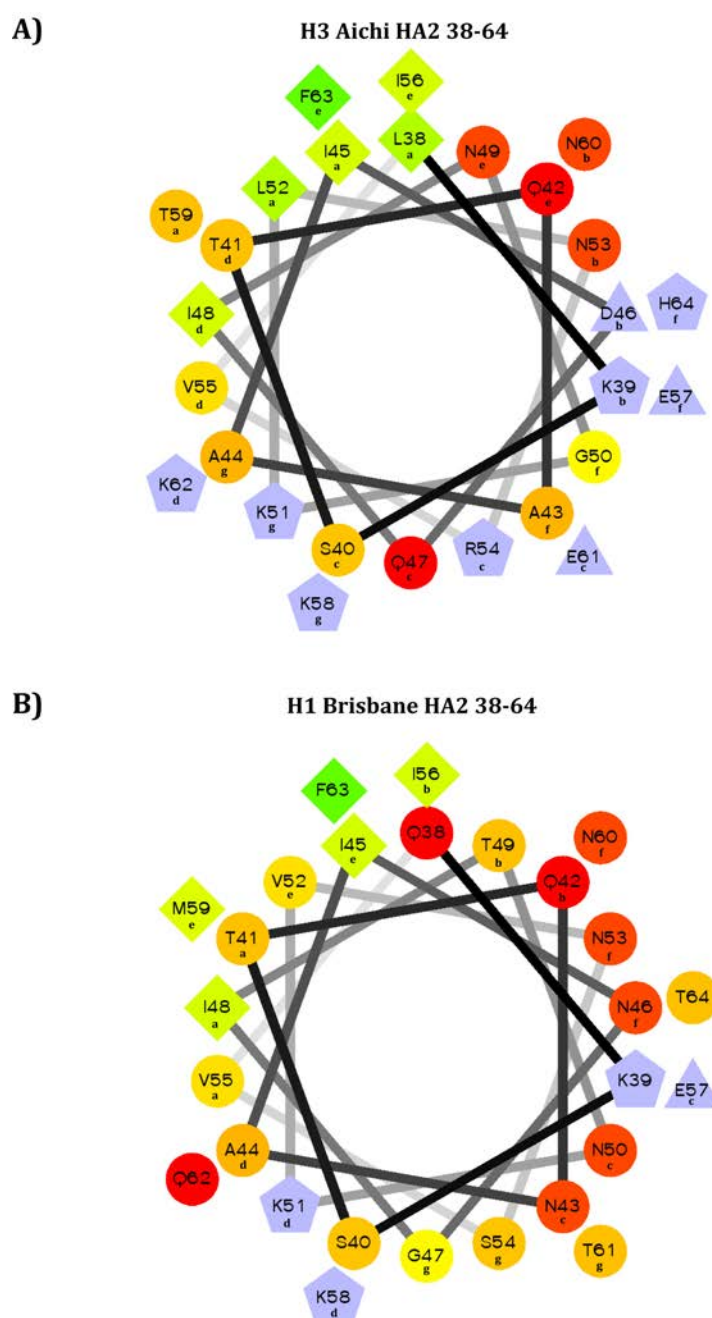 A)
H3 Aichi HA2 38-64
I56
e
F63
e
L38
a
I45
a
N49
e
N60
b
L52
a
Q42
e
T59
a
T41
d
N53
b
I48
d
D46
b
H64
f
V55
d
K39
b
E57
f
A44
g
G50
f
K62
d
K51
g
A43
f
S40
c
Q47
c
R54
c
E61
c
K58
g
B)
H1 Brisbane HA2 38-64
I56
b
F63
Q38
I45
e
T49
b
N60
f
V52
e
Q42
b
M59
e
T41
a
N53
f
I48
a
N46
f
T64
V55
a
K39
E57
c
A44
d
N50
c
Q62
K51
d
N43
c
S40
G47
g
S54
g
T61
g
K58
d